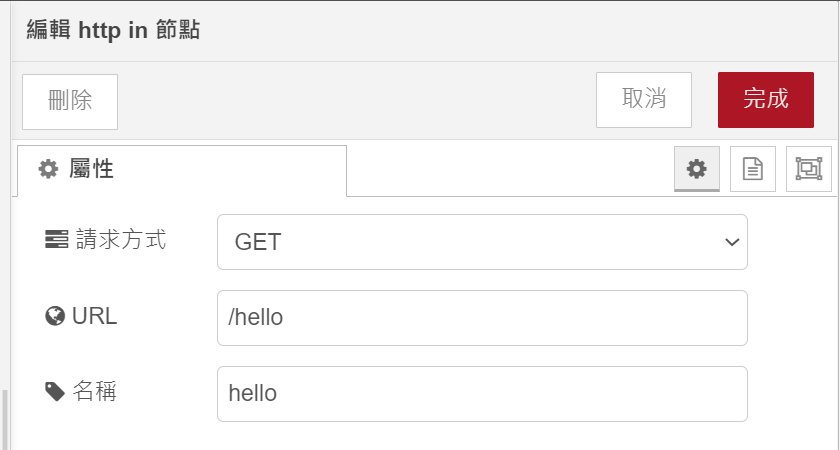 編輯 http in 節點
刪除
取消
完成
屬性
請求方式
GET
URL
/hello
名稱
hello